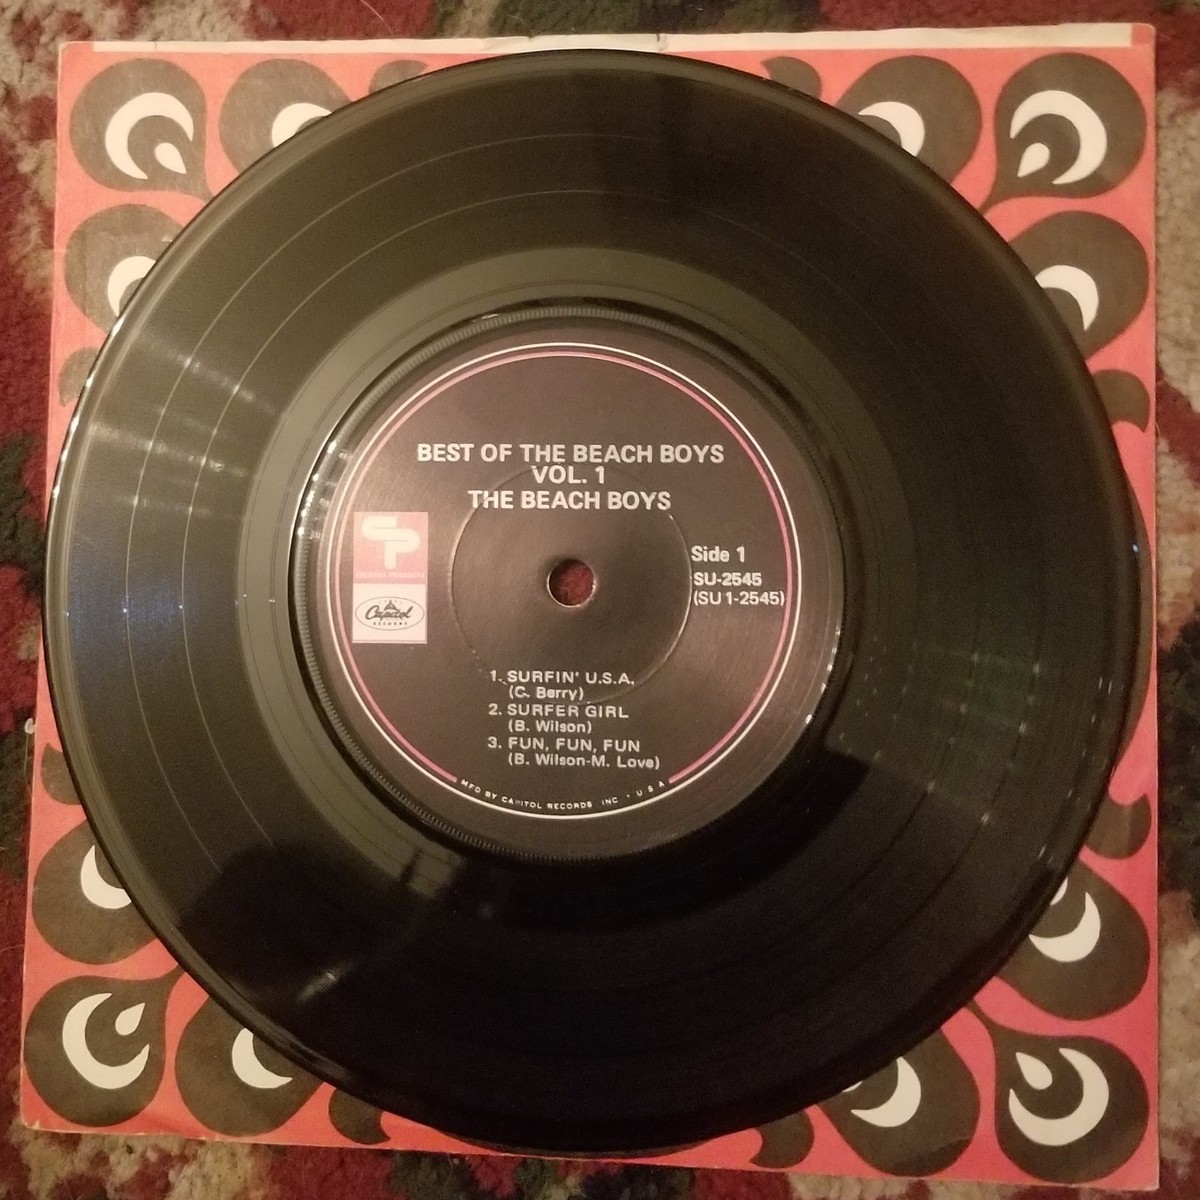 BEST OF THE BEACH BOYS
VOL. 1
THE BEACH BOYS
Side 1
SU-2545
(SU 1-2545)
Capitol
RECORDS
1. SURFIN' U.S.A.
(C. Berry)
2. SURFER GIRL
(B. Wilson)
3. FUN, FUN, FUN
(B. Wilson-M. Love)
MFD BY CAPITOL RECORDS INC • U S A